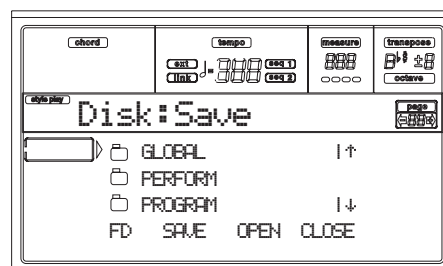 chord tempo measure transpose
ext seq 1
link seq 2
octave
style play Disk:Save page
GLOBAL
PERFORM
PROGRAM
FD SAVE OPEN CLOSE